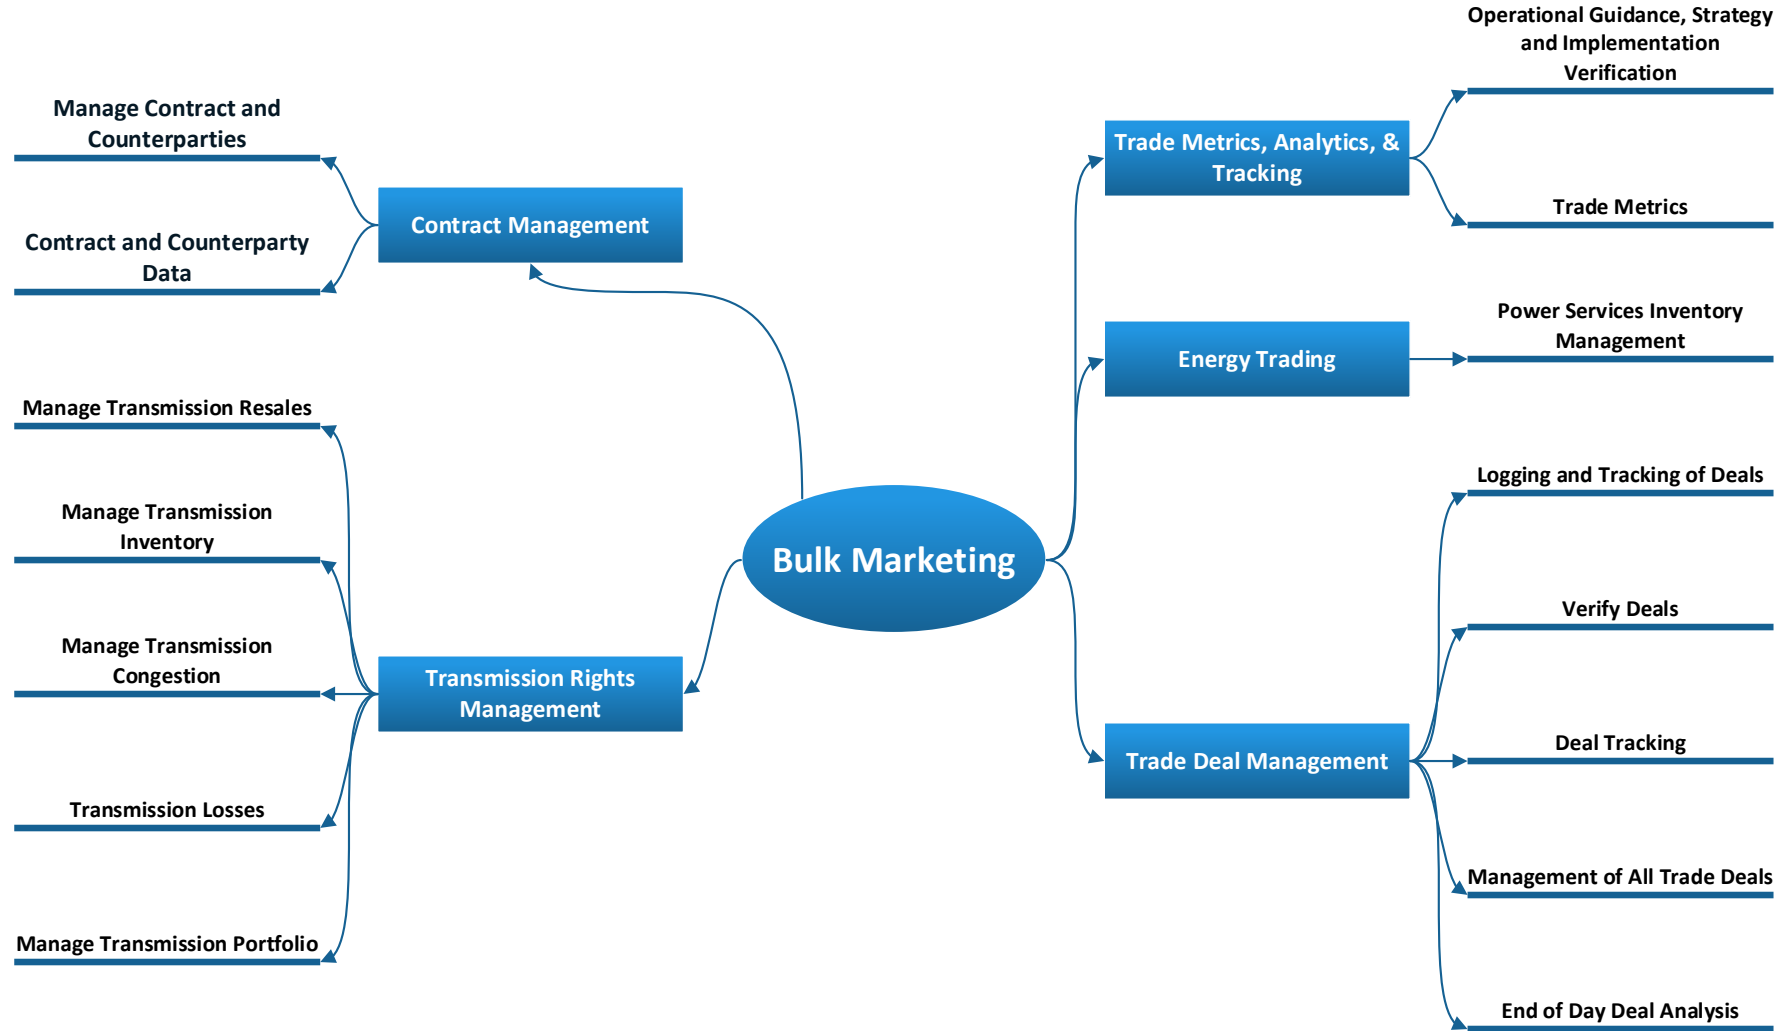 Manage Contract and
Counterparties
Contract and Counterparty
Data
Contract Management
Manage Transmission Resales
Manage Transmission
Inventory
Manage Transmission
Congestion
Transmission Losses
Manage Transmission Portfolio
Transmission Rights
Management
Bulk Marketing
Trade Metrics, Analytics, &
Tracking
Operational Guidance, Strategy
and Implementation
Verification
Trade Metrics
Energy Trading
Power Services Inventory
Management
Trade Deal Management
Logging and Tracking of Deals
Verify Deals
Deal Tracking
Management of All Trade Deals
End of Day Deal Analysis